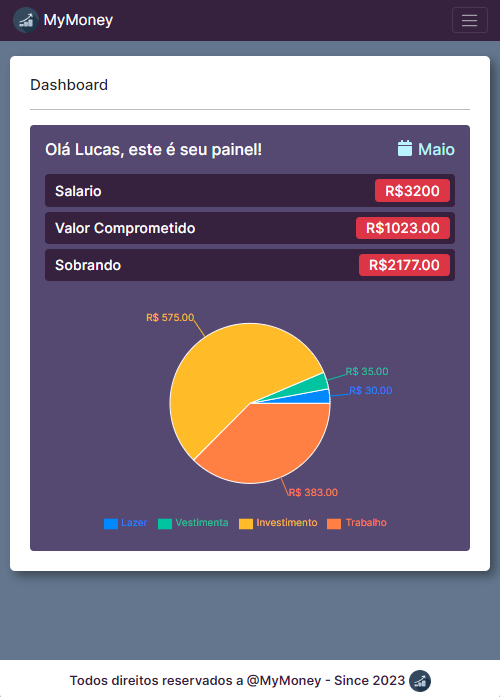 MyMoney
Dashboard
Olá Lucas, este é seu painel!
Maio
Salario
R$3200
Valor Comprometido
R$1023.00
Sobrando
R$2177.00
R$ 575.00
R$ 35.00
R$ 30.00
R$ 383.00
Lazer Vestimenta Investimento Trabalho
Todos direitos reservados a @MyMoney - Since 2023